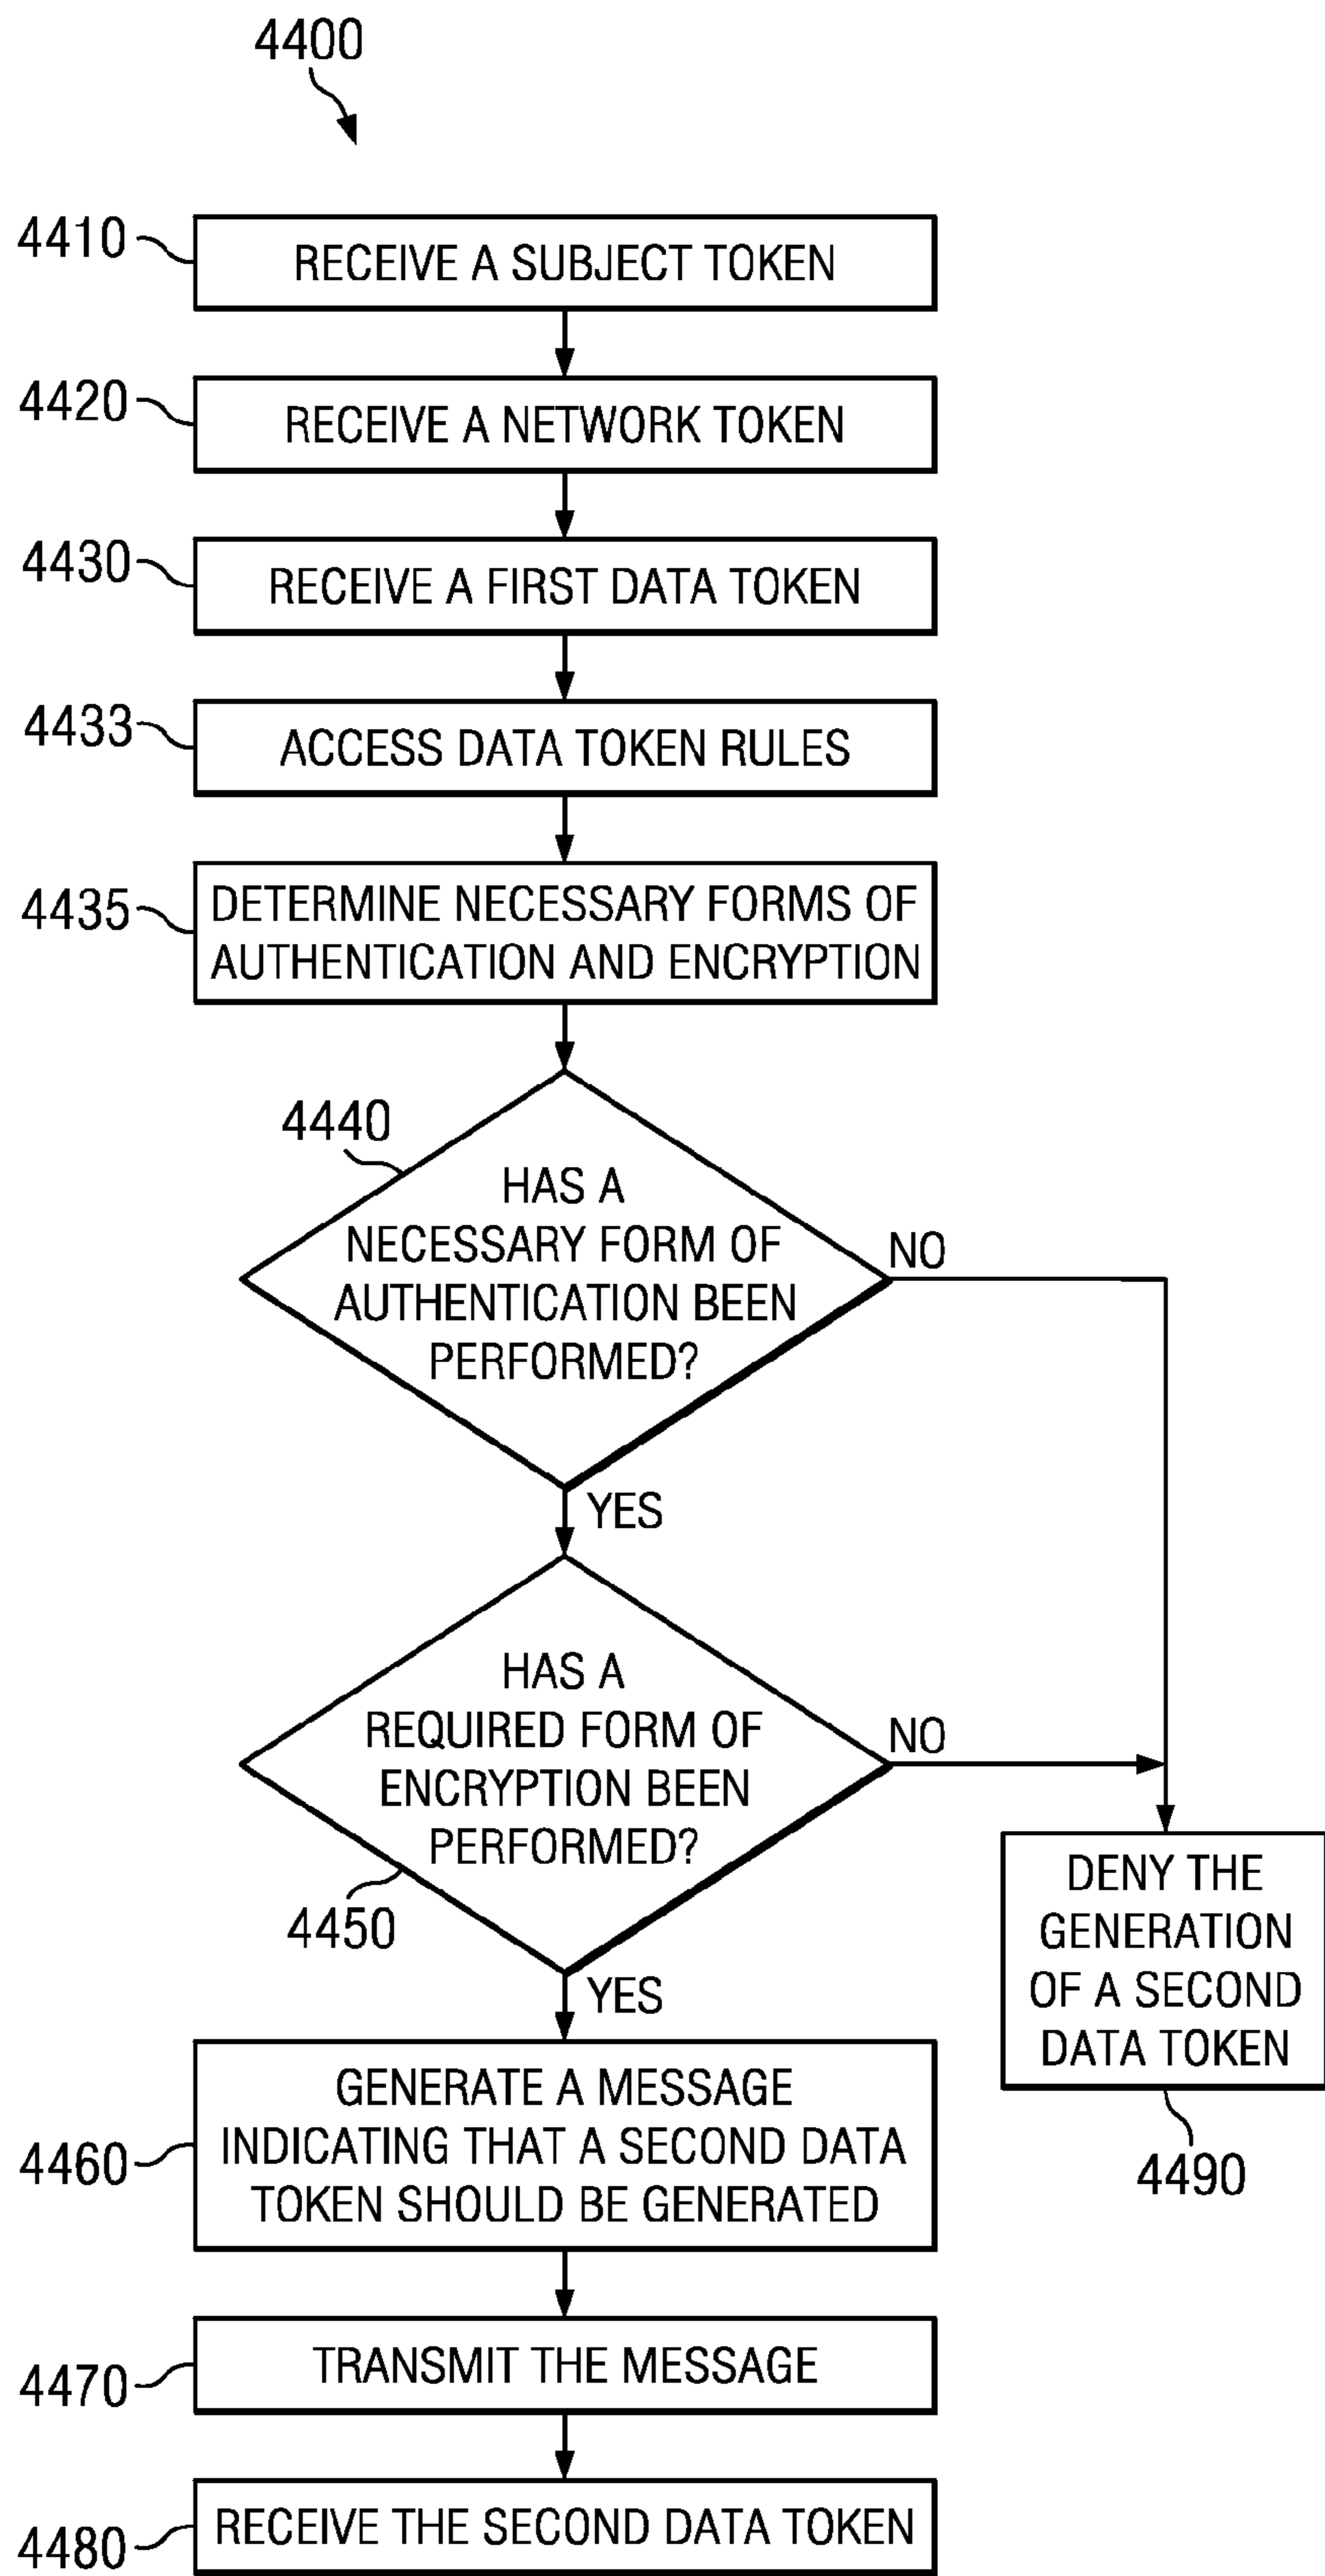 4400
4410
RECEIVE A SUBJECT TOKEN
4420
RECEIVE A NETWORK TOKEN
4430
RECEIVE A FIRST DATA TOKEN
4433
ACCESS DATA TOKEN RULES
4435
DETERMINE NECESSARY FORMS OF
AUTHENTICATION AND ENCRYPTION
4440
HAS A
NECESSARY FORM OF
AUTHENTICATION BEEN
PERFORMED?
NO
YES
HAS A
REQUIRED FORM OF
ENCRYPTION BEEN
PERFORMED?
4450
NO
YES
DENY THE
GENERATION
OF A SECOND
DATA TOKEN
4490
4460
GENERATE A MESSAGE
INDICATING THAT A SECOND DATA
TOKEN SHOULD BE GENERATED
4470
TRANSMIT THE MESSAGE
4480
RECEIVE THE SECOND DATA TOKEN